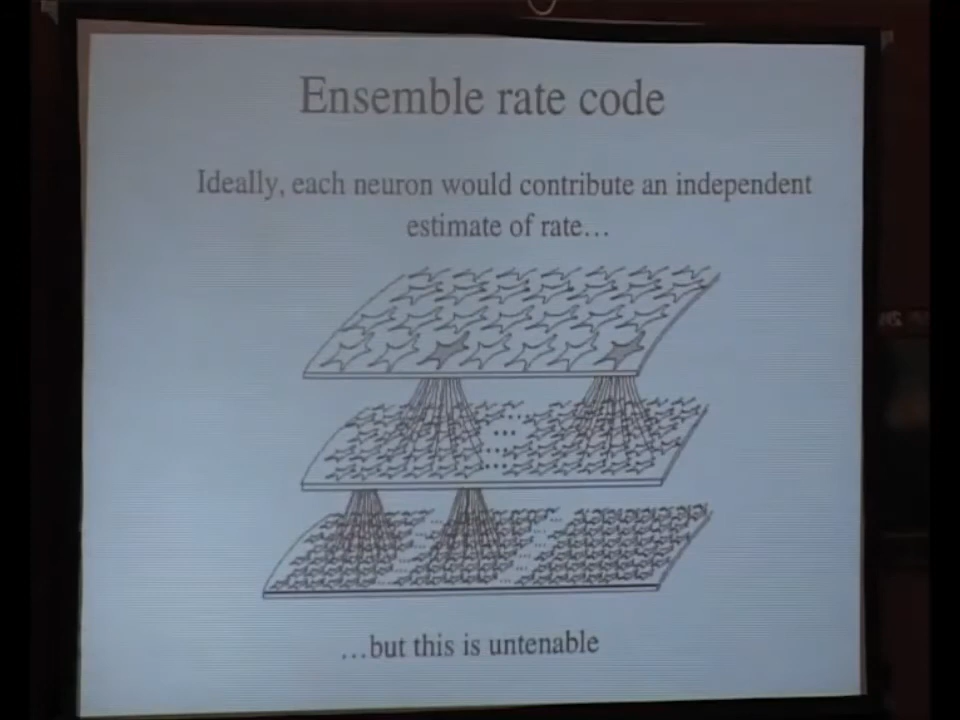 Ensemble rate code
Ideally, each neuron would contribute an independent
estimate of rate…
…but this is untenable